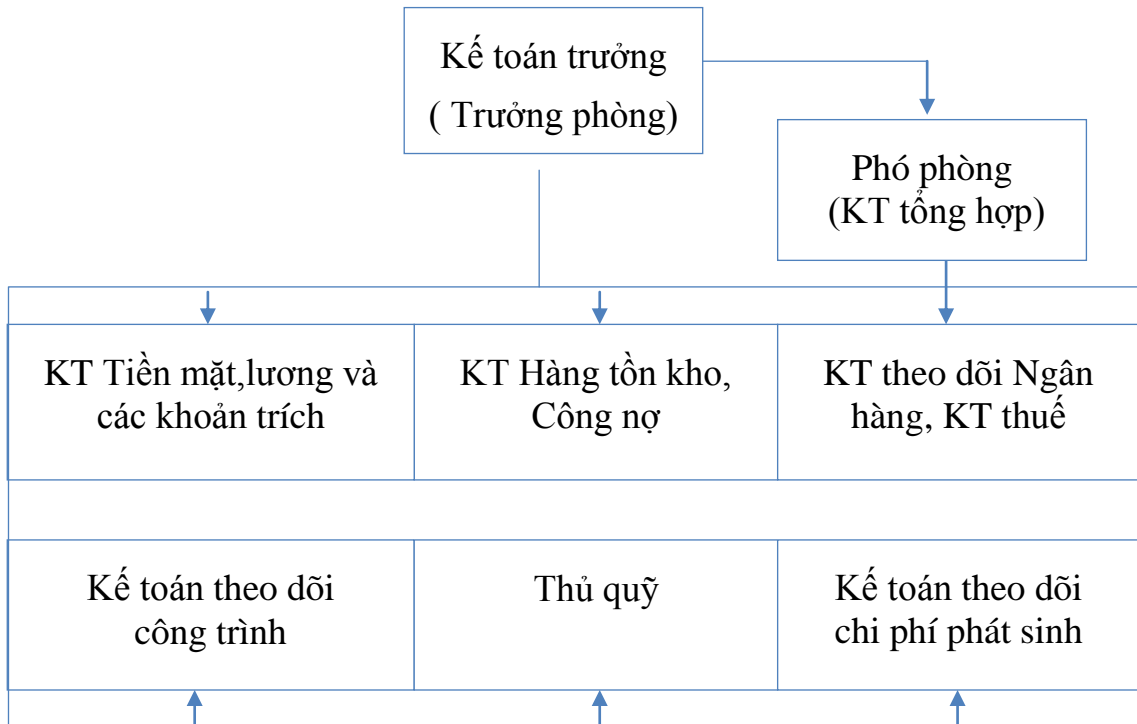 Kế toán trưởng
( Trưởng phòng)
Phó phòng
(KT tổng hợp)
KT Tiền mặt,lương và
các khoản trích
KT Hàng tồn kho,
Công nợ
KT theo dõi Ngân
hàng, KT thuế
Kế toán theo dõi
công trình
Thủ quỹ
Kế toán theo dõi
chi phí phát sinh